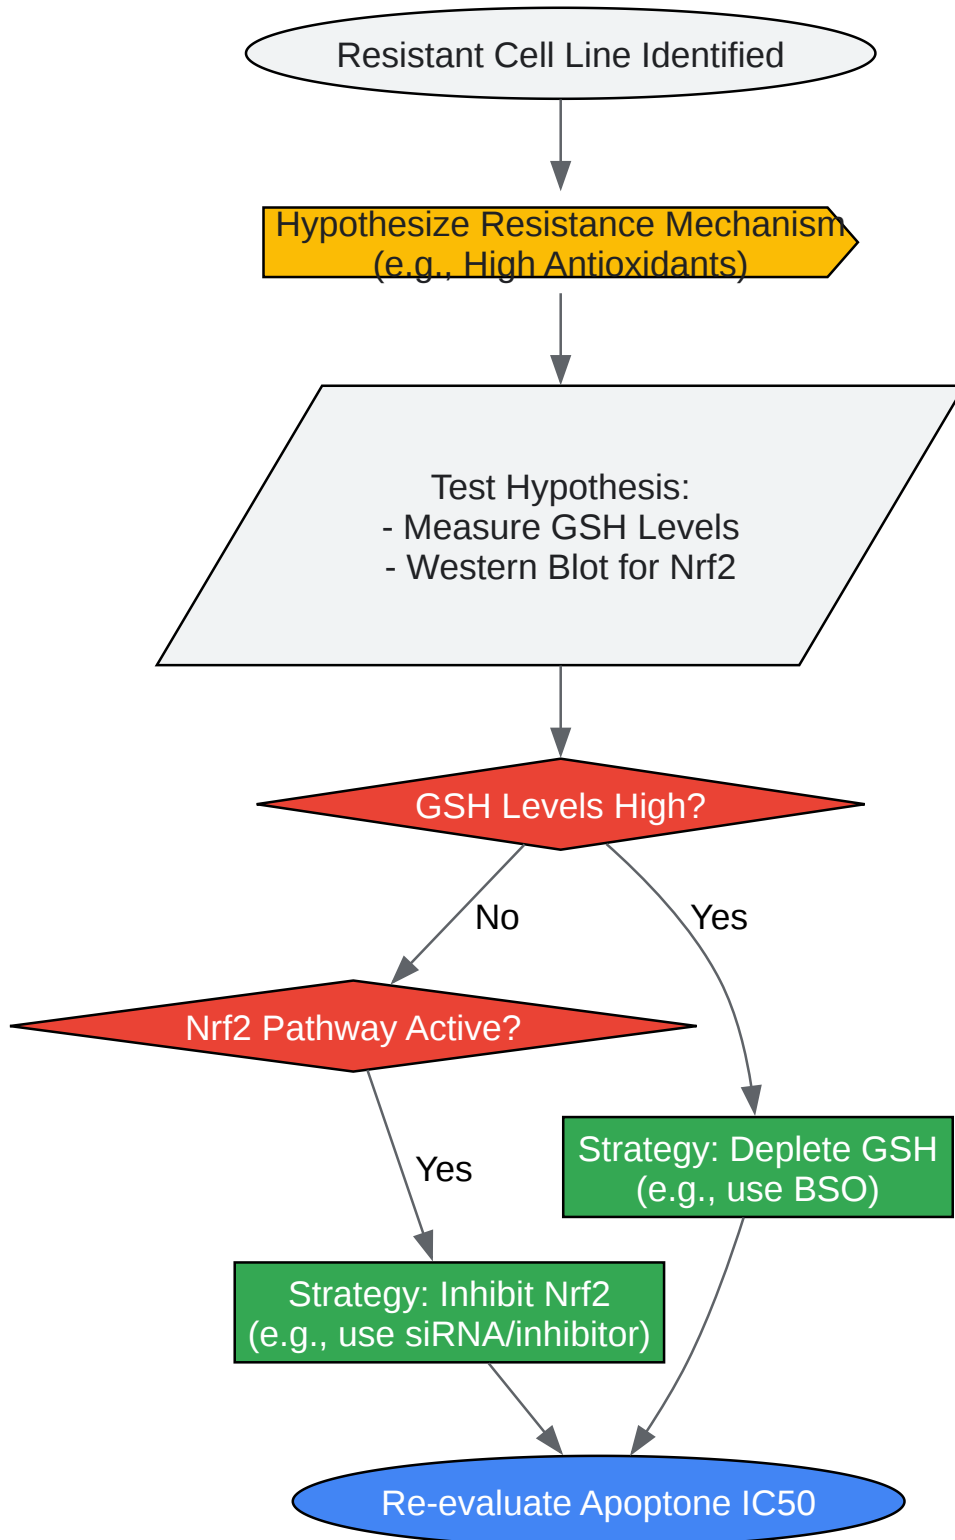 Resistant Cell Line Identified
Hypothesize Resistance Mechanism
(e.g., High Antioxidants)
Test Hypothesis:
- Measure GSH Levels
- Western Blot for Nrf2
GSH Levels High?
No
Yes
Nrf2 Pathway Active?
Yes
Strategy: Deplete GSH
(e.g., use BSO)
Strategy: Inhibit Nrf2
(e.g., use siRNA/inhibitor)
Re-evaluate Apoptone IC50